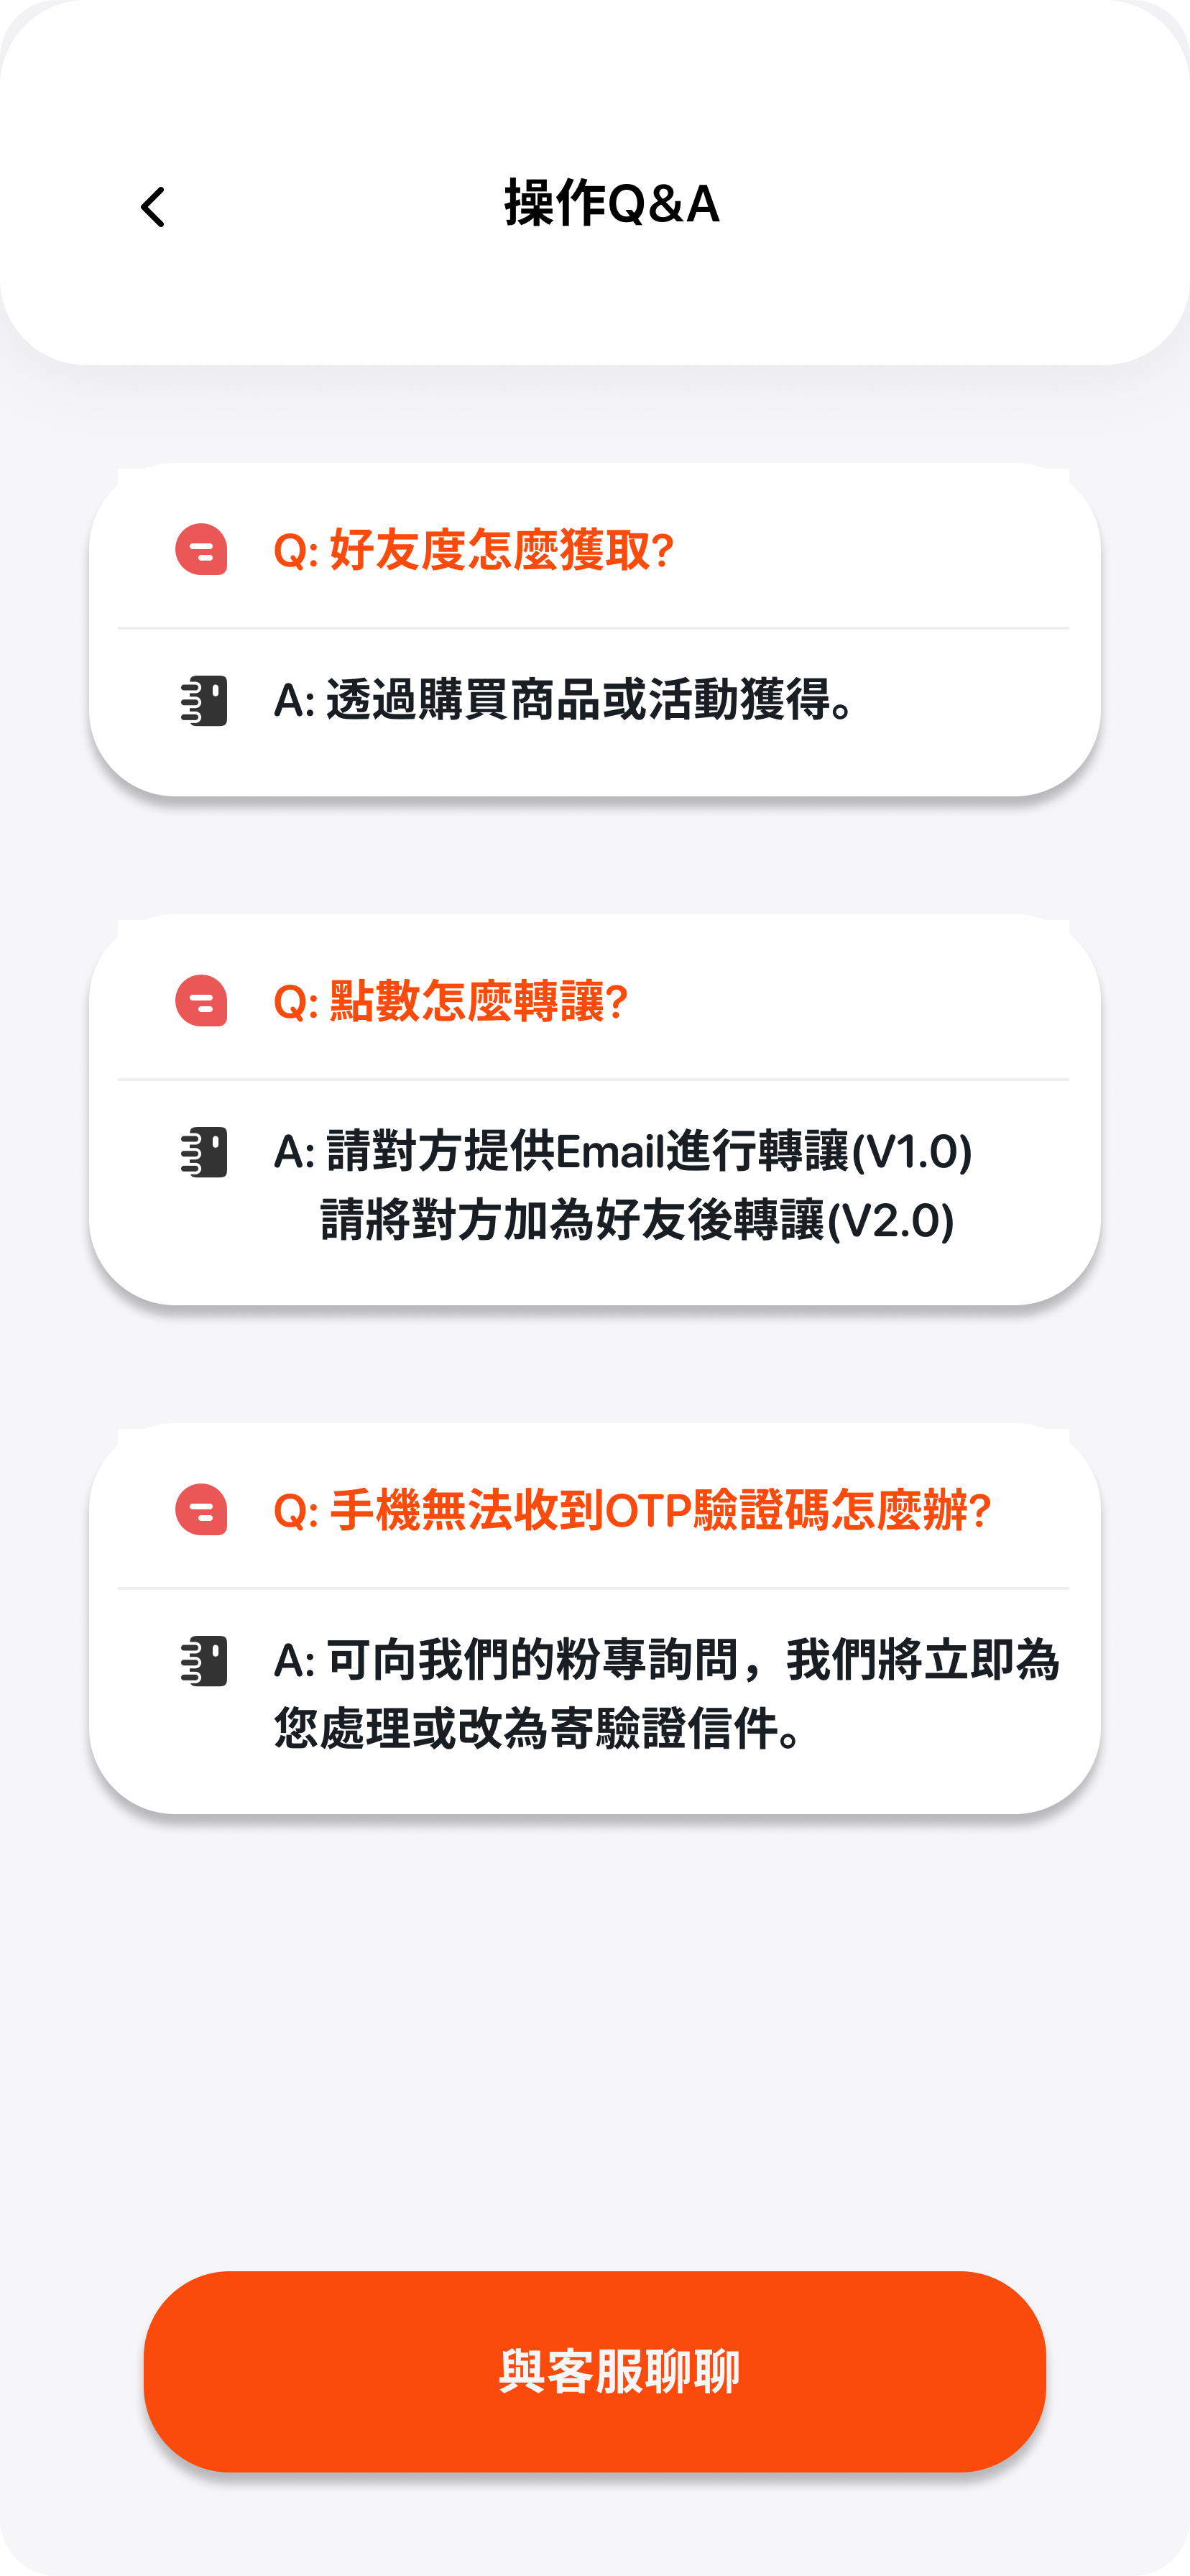 操作Q&A
Q: 好友度怎麼獲取?
A: 透過購買商品或活動獲得。
Q: 點數怎麼轉讓?
A: 請對方提供Email進行轉讓(V1.0)
請將對方加為好友後轉讓(V2.0)
Q: 手機無法收到OTP驗證碼怎麼辦?
A: 可向我們的粉專詢問，我們將立即為
您處理或改為寄驗證信件。
與客服聊聊